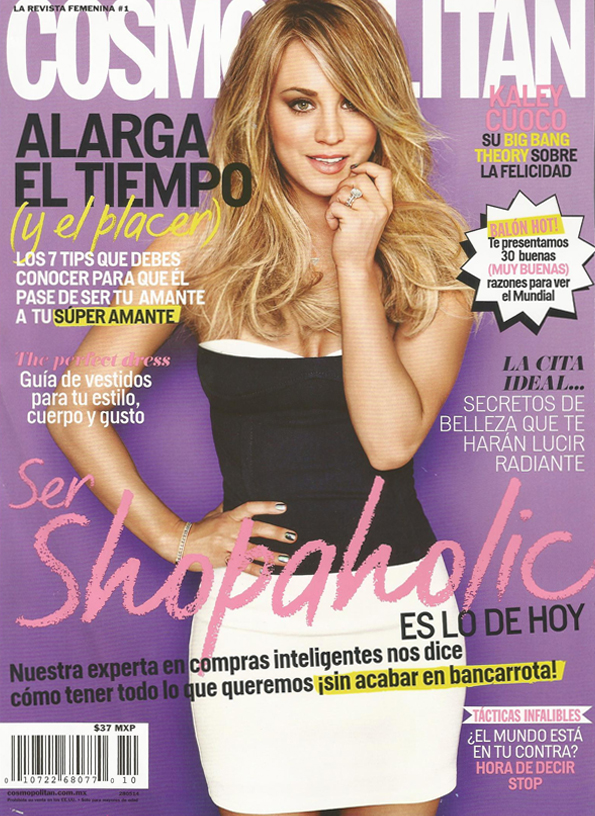 LA REVISTA FEMENINA #1
COSMOPOLITAN
ALARGA
EL TIEMPO
(y el placer)
LOS 7 TIPS QUE DEBES
CONOCER PARA QUE ÉL
PASE DE SER TU AMANTE
A TU SÚPER AMANTE
The perfect dress
Guía de vestidos
para tu estilo,
cuerpo y gusto
KALEY
CUOCO
SU BIG BANG
THEORY SOBRE
LA FELICIDAD
¡BALÓN HOT!
Te presentamos
30 buenas
(MUY BUENAS)
razones para ver
el Mundial
LA CITA
IDEAL...
SECRETOS DE
BELLEZA QUE TE
HARÁN LUCIR
RADIANTE
Ser
Shopaholic
ES LO DE HOY
Nuestra experta en compras inteligentes nos dice
cómo tener todo lo que queremos ¡sin acabar en bancarrota!
TÁCTICAS INFALIBLES
¿EL MUNDO ESTÁ
EN TU CONTRA?
HORA DE DECIR
STOP
$37 MXP
0 10722 68077 0 10
cosmopolitan.com.mx